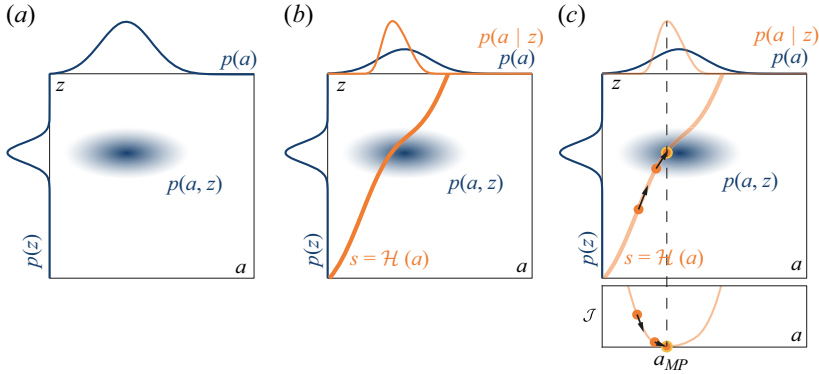 (a)
p(a)
z
p(a, z)
p(z)
a
(b)
p(a | z)
p(a)
z
p(a, z)
p(z)
s = ℋ (a)
a
(c)
p(a | z)
p(a)
z
p(a, z)
p(z)
s = ℋ (a)
a
𝒥
a
a_MP